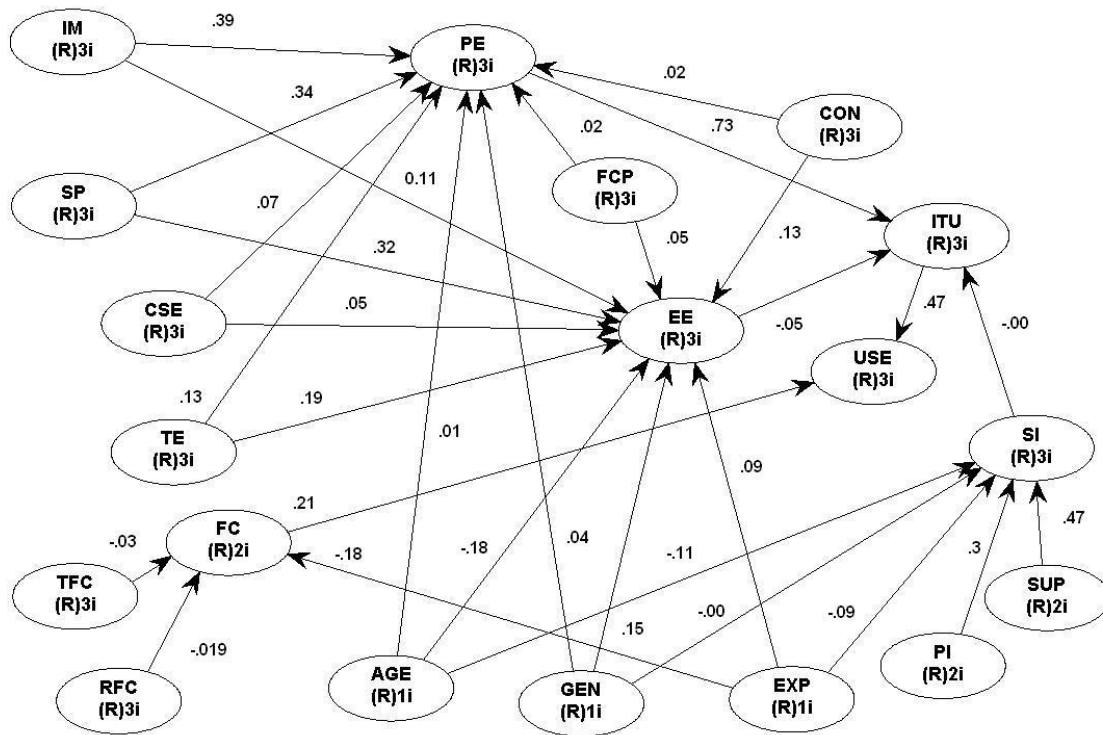 IM
(R)3i
.39
PE
(R)3i
.02
CON
(R)3i
.34
.02
.73
SP
(R)3i
.07
0.11
FCP
(R)3i
ITU
(R)3i
.32
.05
.13
CSE
(R)3i
.05
EE
(R)3i
-.05
.47
-.00
USE
(R)3i
.13
.19
TE
(R)3i
.01
.09
SI
(R)3i
.21
FC
(R)2i
-.03
-.18
-.18
.04
-.11
.3
.47
TFC
(R)3i
SUP
(R)2i
-.019
.15
-.00
-.09
PI
(R)2i
RFC
(R)3i
AGE
(R)1i
GEN
(R)1i
EXP
(R)1i